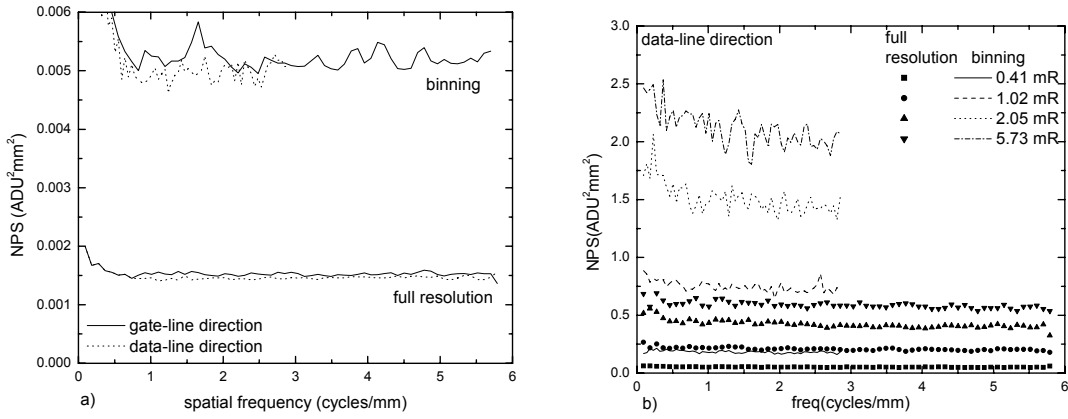 0.006
0.005
0.004
0.003
0.002
0.001
0.000
NPS (ADU²mm²)
binning
full resolution
gate-line direction
data-line direction
0 1 2 3 4 5 6
a) spatial frequency (cycles/mm)
3.0
2.5
2.0
1.5
1.0
0.5
0.0
NPS(ADU²mm²)
data-line direction
full
resolution binning
0.41 mR
1.02 mR
2.05 mR
5.73 mR
0 1 2 3 4 5 6
b) freq(cycles/mm)